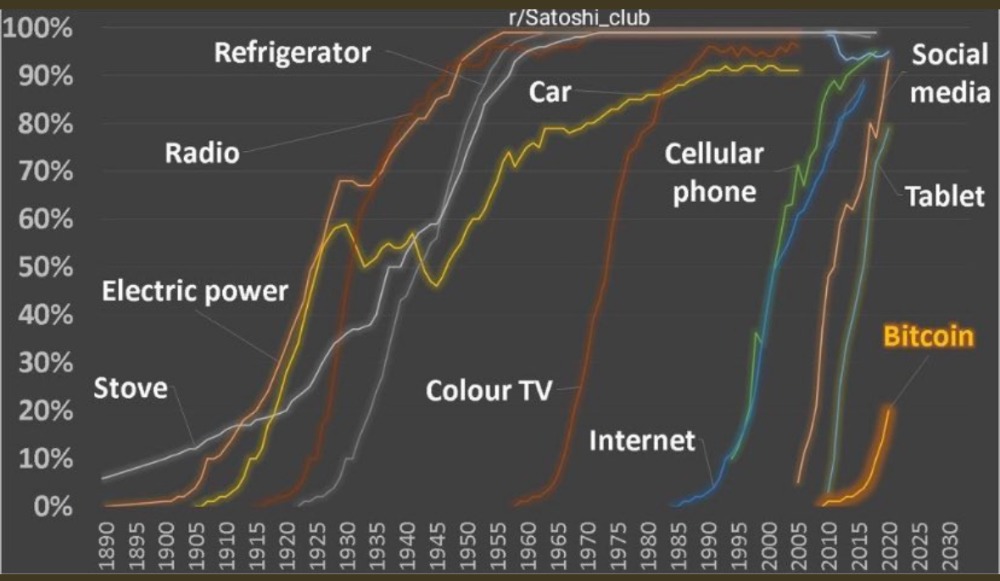 r/Satoshi_club
100%
90%
80%
70%
60%
50%
40%
30%
20%
10%
0%
Refrigerator
Car
Social
media
Radio
Cellular
phone
Tablet
Electric power
Bitcoin
Stove
Colour TV
Internet
1890
1895
1900
1905
1910
1915
1920
1925
1930
1935
1940
1945
1950
1955
1960
1965
1970
1975
1980
1985
1990
1995
2000
2005
2010
2015
2020
2030